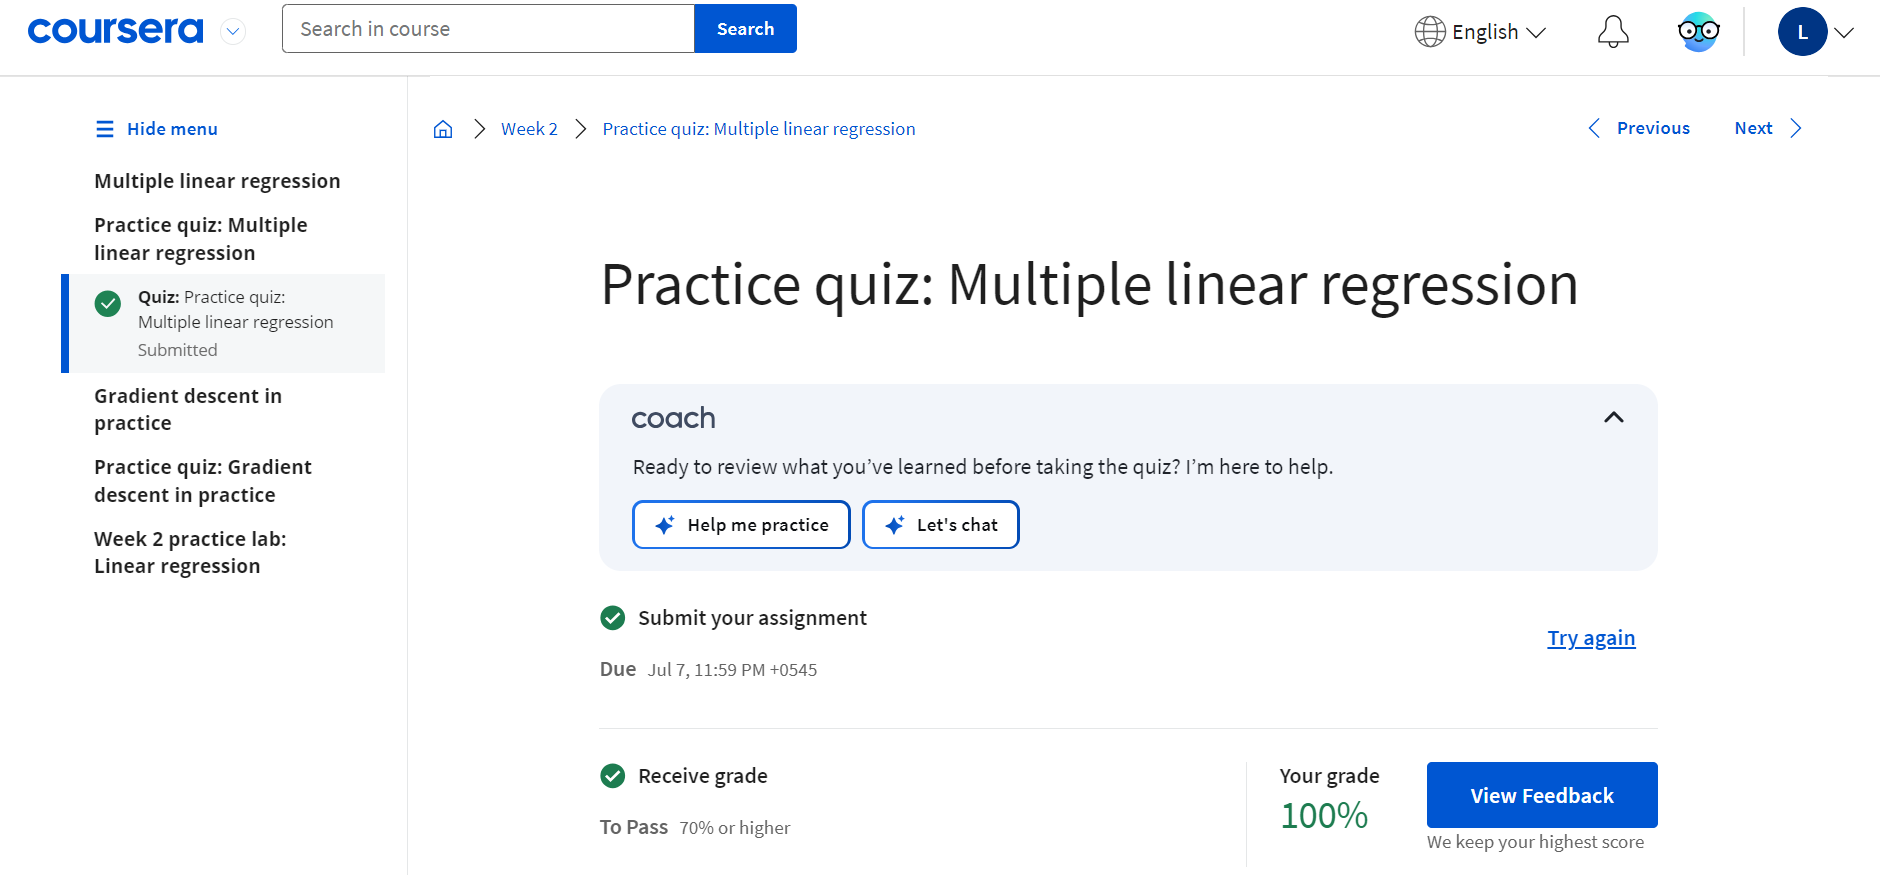 coursera
Search in course
Search
English
L
Hide menu
Multiple linear regression
Practice quiz: Multiple
linear regression
Quiz: Practice quiz:
Multiple linear regression
Submitted
Gradient descent in
practice
Practice quiz: Gradient
descent in practice
Week 2 practice lab:
Linear regression
Week 2
Practice quiz: Multiple linear regression
Previous
Next
Practice quiz: Multiple linear regression
coach
Ready to review what you’ve learned before taking the quiz? I’m here to help.
Help me practice
Let's chat
Submit your assignment
Due Jul 7, 11:59 PM +0545
Try again
Receive grade
To Pass 70% or higher
Your grade
100%
View Feedback
We keep your highest score